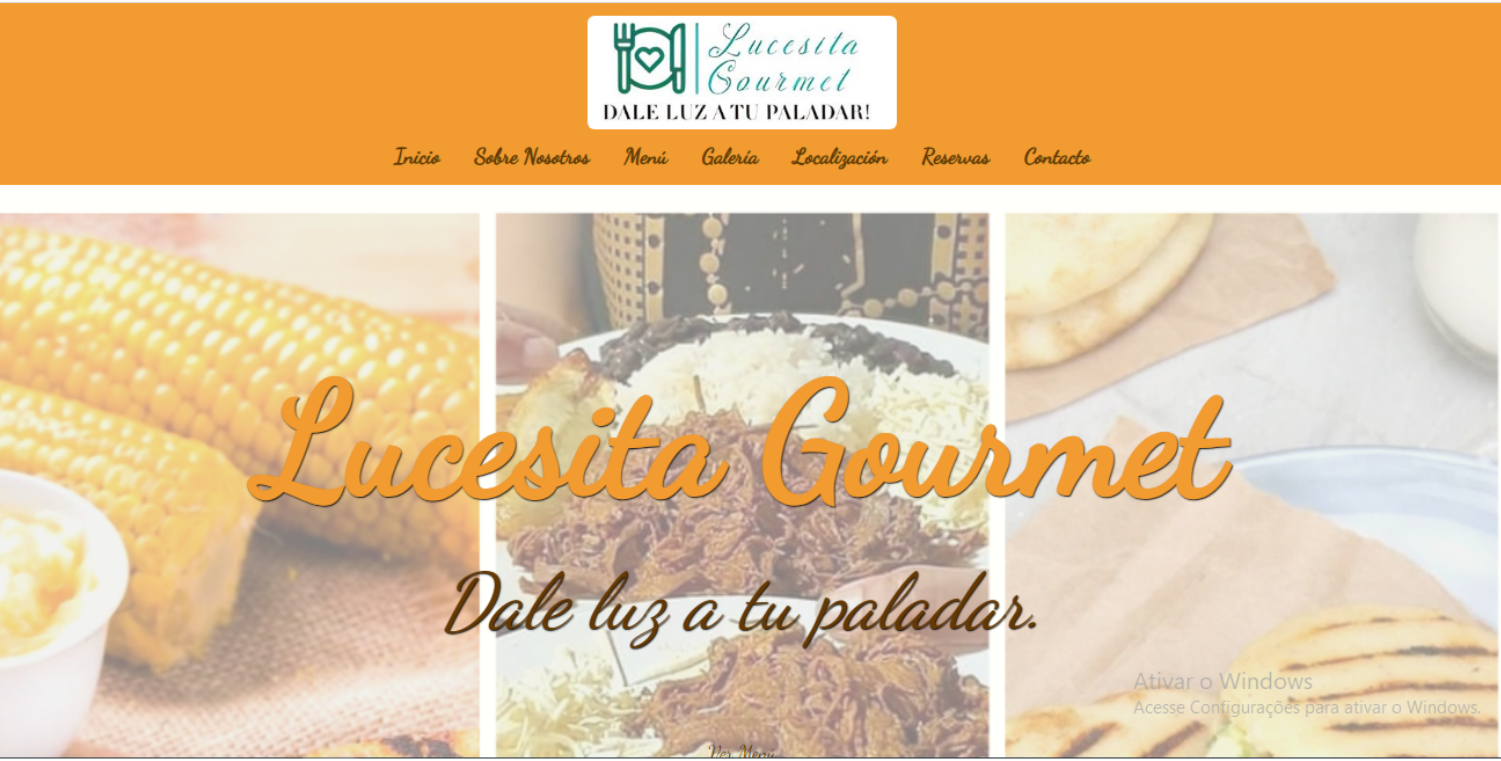 Lucesita
Gourmet
DALE LUZ A TU PALADAR!
Inicio Sobre Nosotros Menú Galería Localización Reservas Contacto
Lucesita Gourmet
Dale luz a tu paladar.
Ativar o Windows
Acesse Configurações para ativar o Windows.
Ver Menu